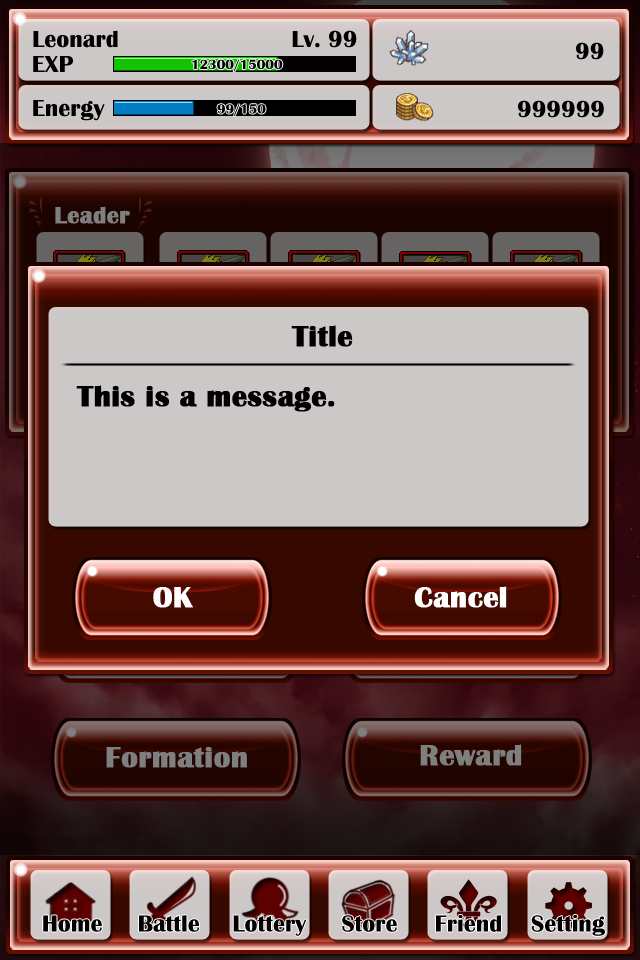 Leonard Lv. 99
EXP 12300/15000
99
Energy 99/150
999999
Leader
Title
This is a message.
OK Cancel
Formation Reward
Home Battle Lottery Store Friend Setting